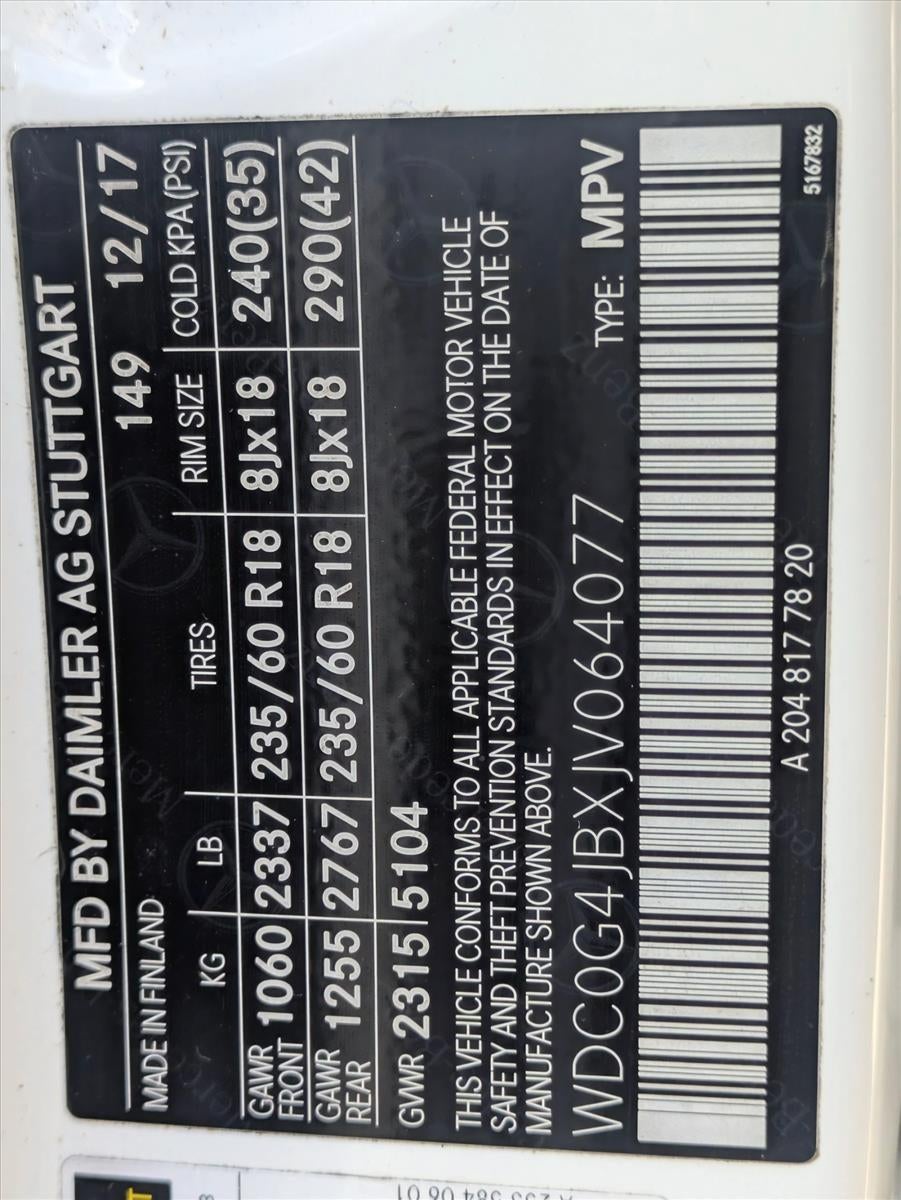 MFD BY DAIMLER AG STUTTGART
MADE IN FINLAND 149 12/17
KG LB TIRES RIM SIZE COLD KPA(PSI)
GAWR FRONT 1060 2337 235/60 R18 8Jx18 240(35)
GAWR REAR 1255 2767 235/60 R18 8Jx18 290(42)
GWR 2315 5104
THIS VEHICLE CONFORMS TO ALL APPLICABLE FEDERAL MOTOR VEHICLE
SAFETY AND THEFT PREVENTION STANDARDS IN EFFECT ON THE DATE OF
MANUFACTURE SHOWN ABOVE.
WDC0G4JBXJV064077 TYPE: MPV
A 204 817 78 20
5167832